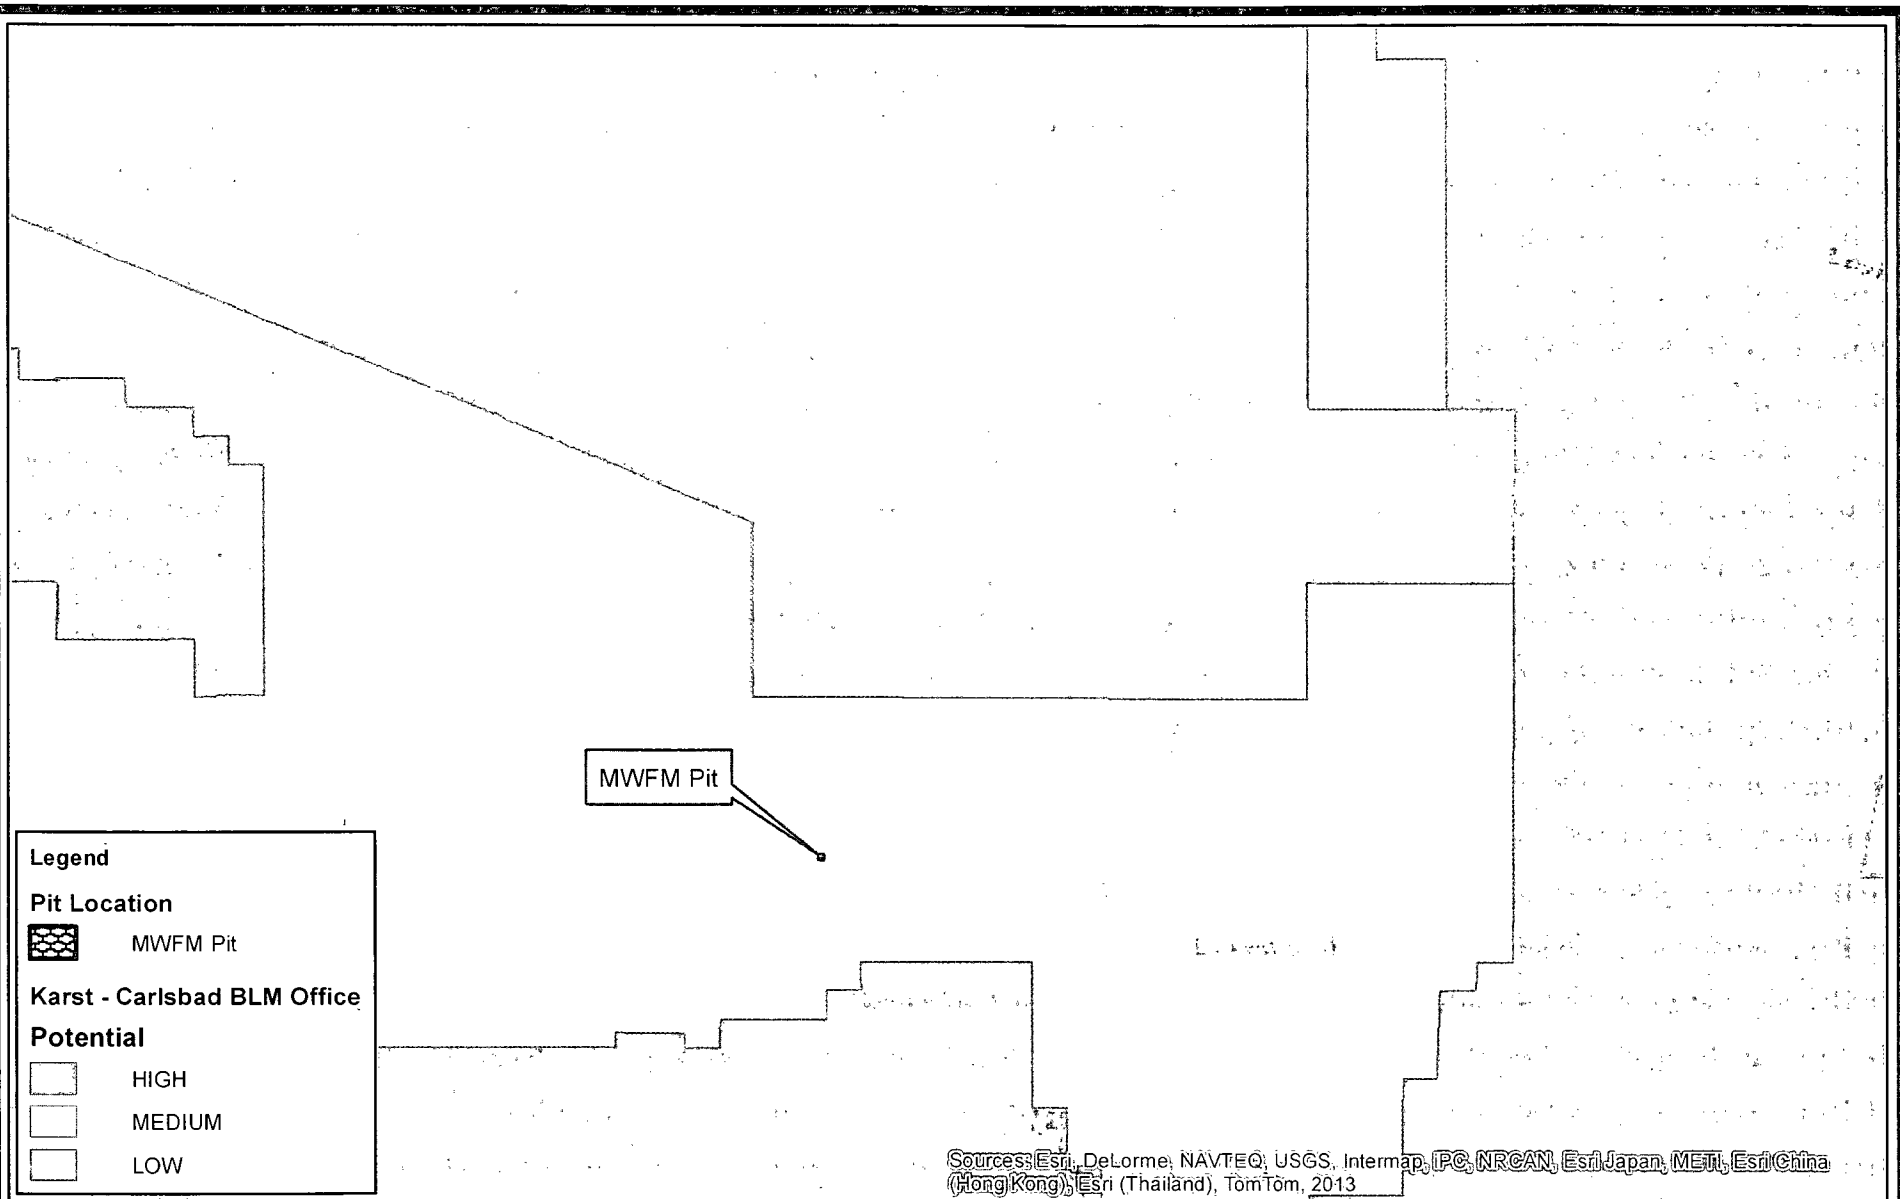 MWFM Pit
Legend
Pit Location
MWFM Pit
Karst - Carlsbad BLM Office
Potential
HIGH
MEDIUM
LOW
Sources: Esri, DeLorme, NAVTEQ, USGS, Intermap, iPC, NRCAN, Esri Japan, METI, Esri China
(Hong Kong), Esri (Thailand), TomTom, 2013